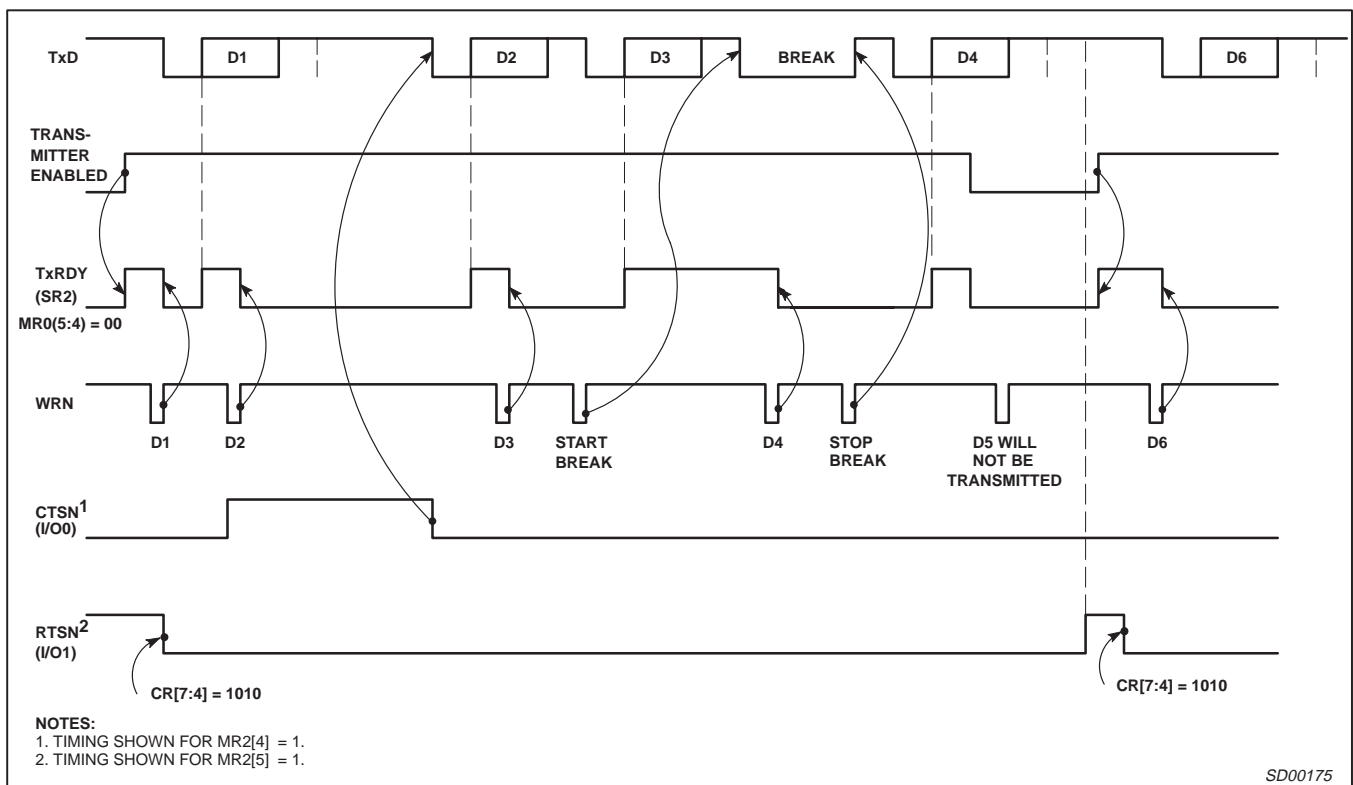 TxD
D1
D2
D3
BREAK
D4
D6
TRANS-
MITTER
ENABLED
TxRDY
(SR2)
MR0(5:4) = 00
WRN
D1
D2
D3
START
BREAK
D4
STOP
BREAK
D5 WILL
NOT BE
TRANSMITTED
D6
CTSN1
(I/O0)
RTSN2
(I/O1)
CR[7:4] = 1010
CR[7:4] = 1010
NOTES:
1. TIMING SHOWN FOR MR2[4] = 1.
2. TIMING SHOWN FOR MR2[5] = 1.
SD00175